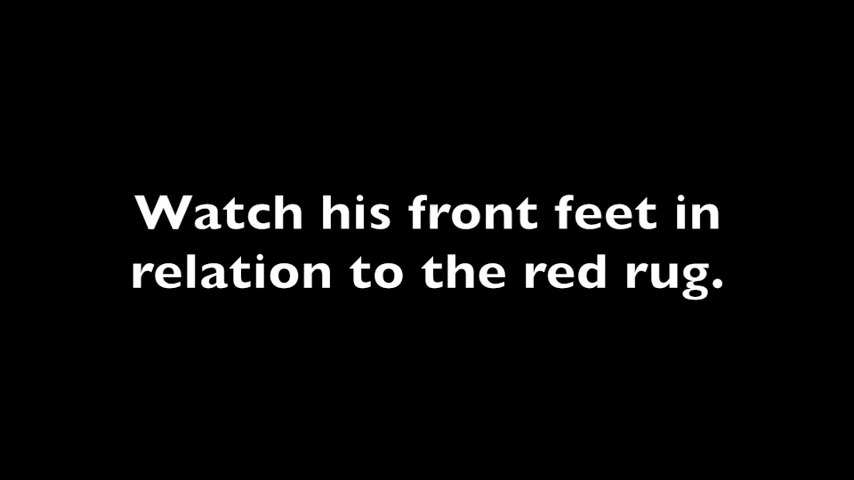 Watch his front feet in
relation to the red rug.